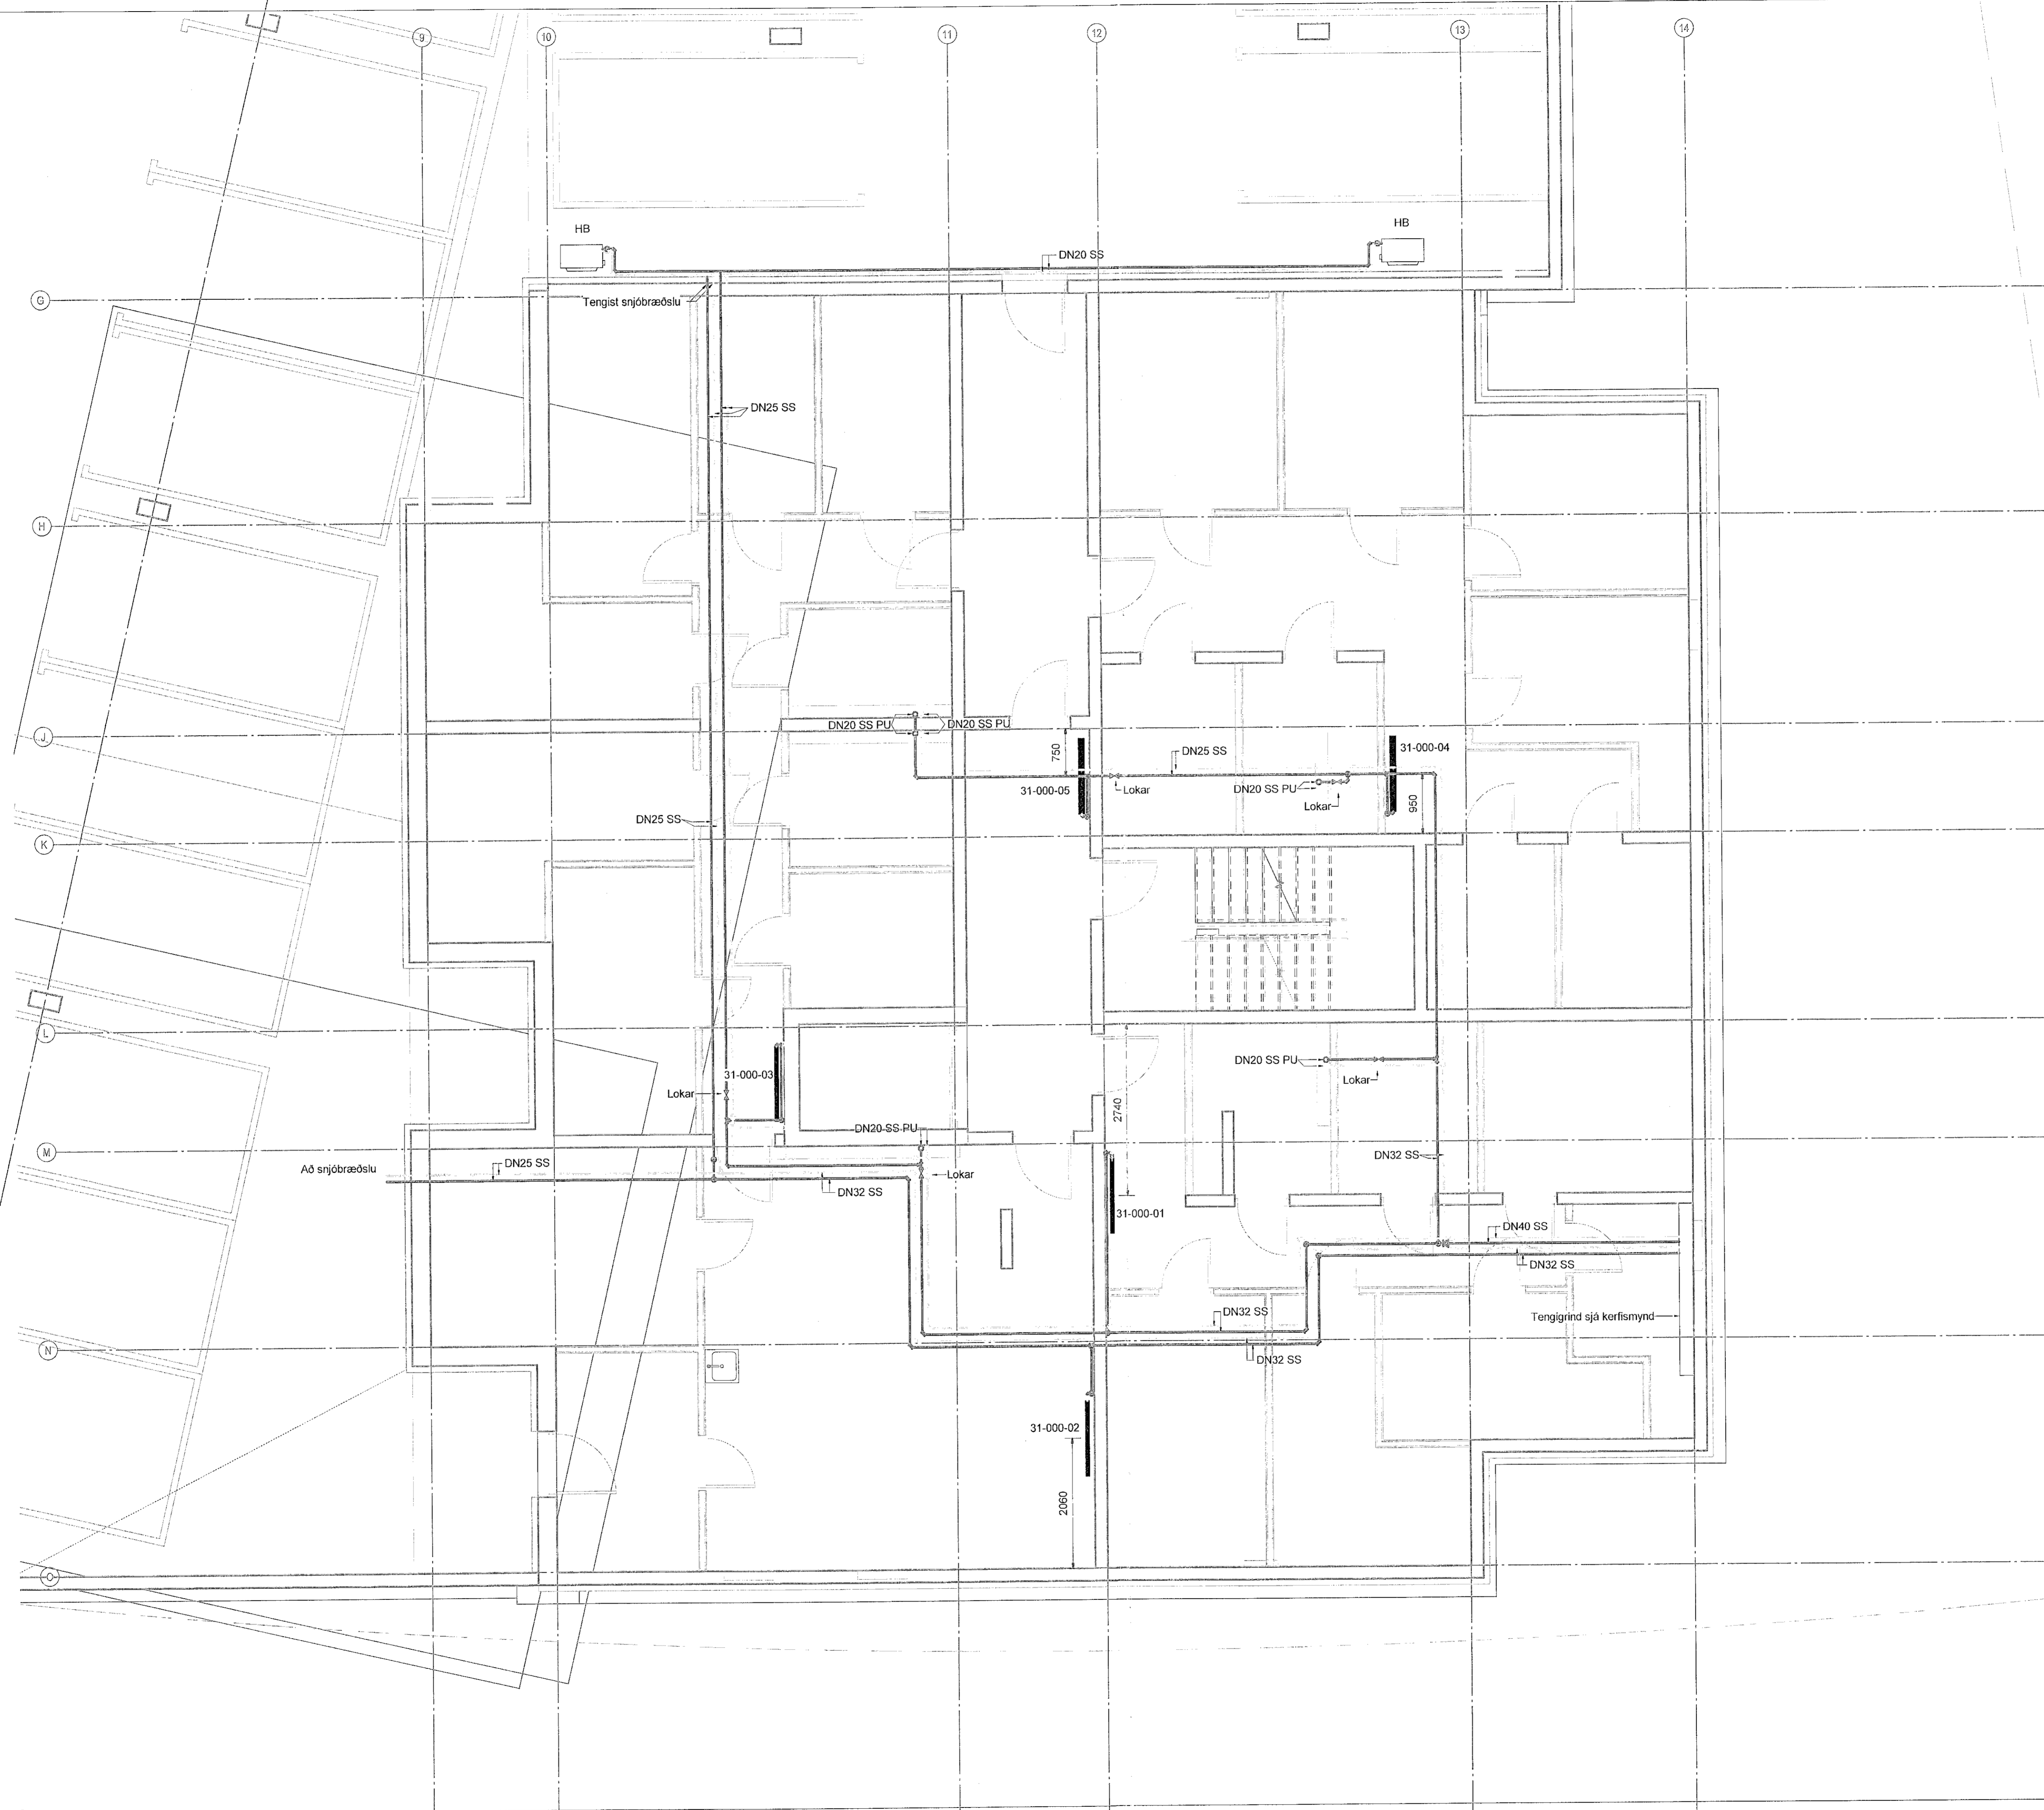 9
10
11
12
13
14
HB
HB
DN20 SS
G
Tengist snjóbræðslu
DN25 SS
H
DN20 SS PU
DN20 SS PU
J
750
DN25 SS
31-000-04
31-000-05
Lokar
DN20 SS PU
Lokar
950
DN25 SS
K
L
DN20 SS PU
31-000-03
Lokar
Lokar
2740
DN20 SS PU
M
DN32 SS
Að snjóbræðslu
DN25 SS
Lokar
DN32 SS
31-000-01
DN40 SS
DN32 SS
DN32 SS
Tengigrind sjá kerfismynd
N
DN32 SS
31-000-02
2060
O